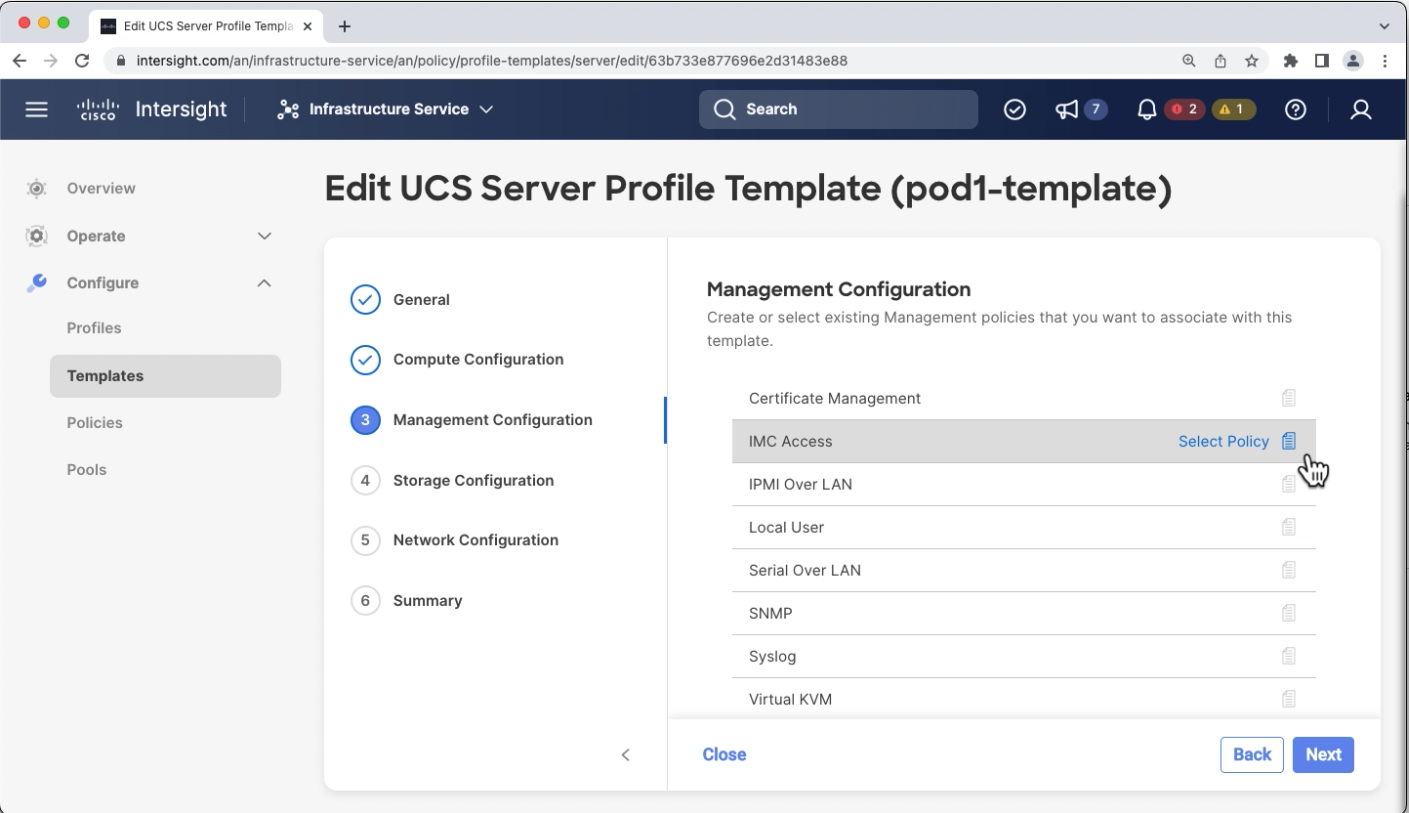 Edit UCS Server Profile Templa
intersight.com/an/infrastructure-service/an/policy/profile-templates/server/edit/63b733e877696e2d31483e88
cisco Intersight Infrastructure Service Search 7 2 1
Overview
Operate
Configure
Profiles
Templates
Policies
Pools
Edit UCS Server Profile Template (pod1-template)
General
Compute Configuration
3 Management Configuration
4 Storage Configuration
5 Network Configuration
6 Summary
Management Configuration
Create or select existing Management policies that you want to associate with this
template.
Certificate Management
IMC Access Select Policy
IPMI Over LAN
Local User
Serial Over LAN
SNMP
Syslog
Virtual KVM
Close Back Next